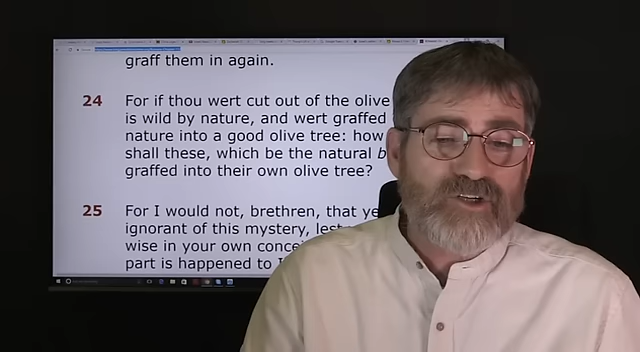 graff them in again.
24 For if thou wert cut out of the olive
is wild by nature, and wert graffed
nature into a good olive tree: how
shall these, which be the natural b
graffed into their own olive tree?
25 For I would not, brethren, that ye
ignorant of this mystery, lest
wise in your own concei
part is happened to